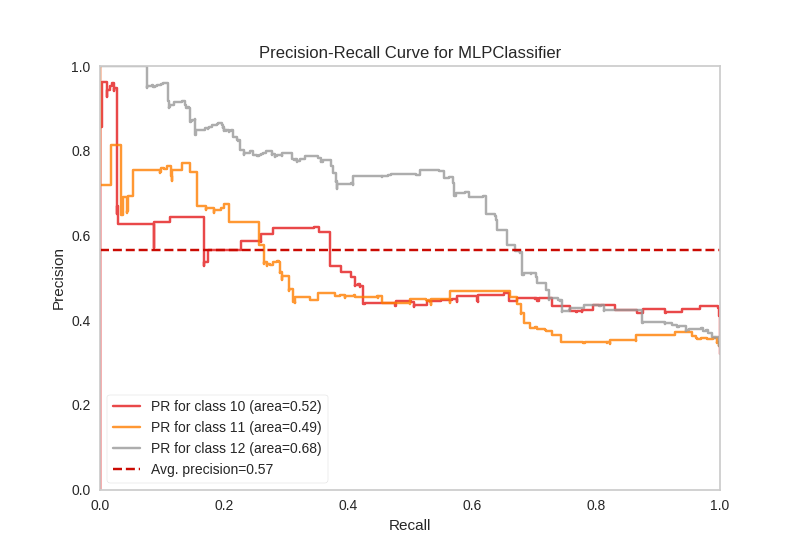 Precision-Recall Curve for MLPClassifier
1.0
0.8
0.6
0.4
0.2
0.0
Precision
PR for class 10 (area=0.52)
PR for class 11 (area=0.49)
PR for class 12 (area=0.68)
Avg. precision=0.57
0.0 0.2 0.4 0.6 0.8 1.0
Recall